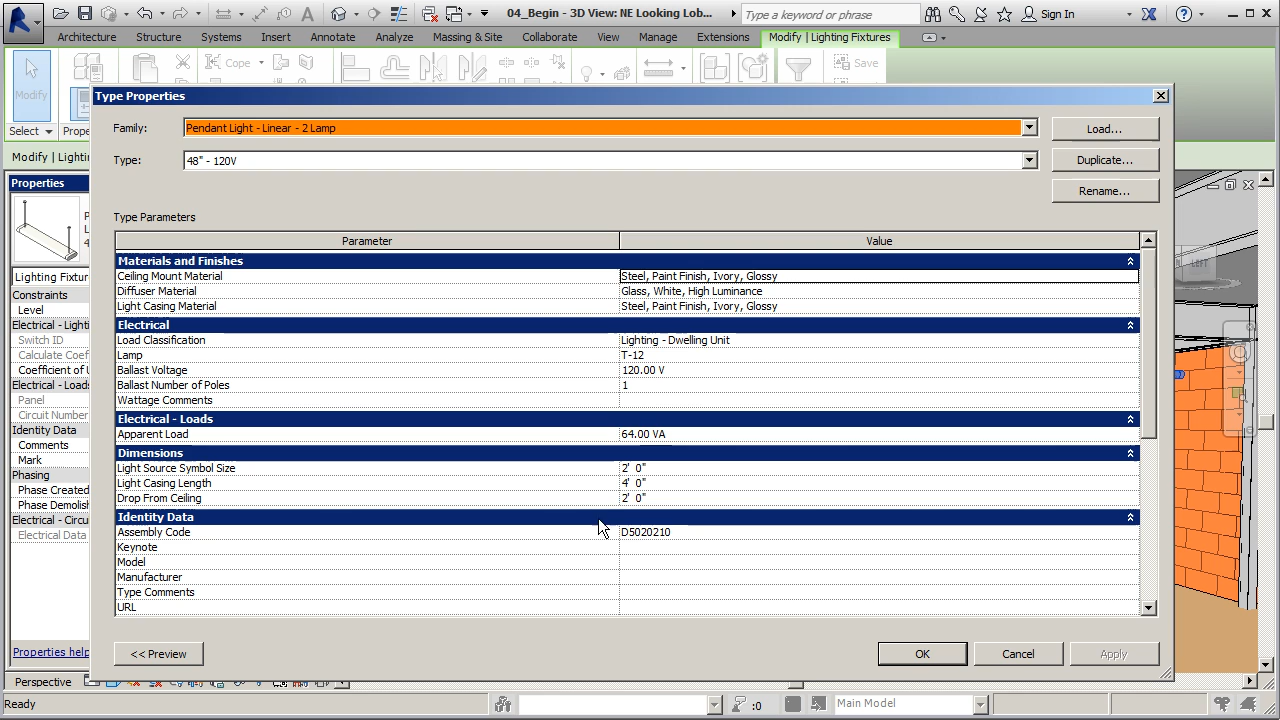 04_Begin - 3D View: NE Looking Lob...
Type a keyword or phrase
Sign In
Architecture
Structure
Systems
Insert
Annotate
Analyze
Massing & Site
Collaborate
View
Manage
Extensions
Modify | Lighting Fixtures
Modify
Cope
Save
Select
Prope
Modify | Lighti
Properties
Lighting Fixtur
Constraints
Level
Electrical - Lighti
Switch ID
Calculate Coef
Coefficient of U
Electrical - Loads
Panel
Circuit Number
Identity Data
Comments
Mark
Phasing
Phase Created
Phase Demolis
Electrical - Circu
Electrical Data
Properties help
Type Properties
Family:
Pendant Light - Linear - 2 Lamp
Load...
Type:
48" - 120V
Duplicate...
Rename...
Type Parameters
Parameter
Value
Materials and Finishes
Ceiling Mount Material
Steel, Paint Finish, Ivory, Glossy
Diffuser Material
Glass, White, High Luminance
Light Casing Material
Steel, Paint Finish, Ivory, Glossy
Electrical
Load Classification
Lighting - Dwelling Unit
Lamp
T-12
Ballast Voltage
120.00 V
Ballast Number of Poles
1
Wattage Comments
Electrical - Loads
Apparent Load
64.00 VA
Dimensions
Light Source Symbol Size
2' 0"
Light Casing Length
4' 0"
Drop From Ceiling
2' 0"
Identity Data
Assembly Code
D5020210
Keynote
Model
Manufacturer
Type Comments
URL
<< Preview
OK
Cancel
Apply
LEFT
Perspective
Ready
:0
Main Model